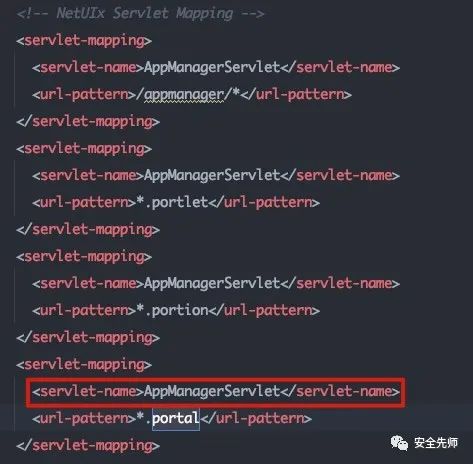 <!-- NetUIx Servlet Mapping -->
<servlet-mapping>
<servlet-name>AppManagerServlet</servlet-name>
<url-pattern>/appmanager/*</url-pattern>
</servlet-mapping>
<servlet-mapping>
<servlet-name>AppManagerServlet</servlet-name>
<url-pattern>*.portlet</url-pattern>
</servlet-mapping>
<servlet-mapping>
<servlet-name>AppManagerServlet</servlet-name>
<url-pattern>*.portion</url-pattern>
</servlet-mapping>
<servlet-mapping>
<servlet-name>AppManagerServlet</servlet-name>
<url-pattern>*.portal</url-pattern>
</servlet-mapping>
安全先师